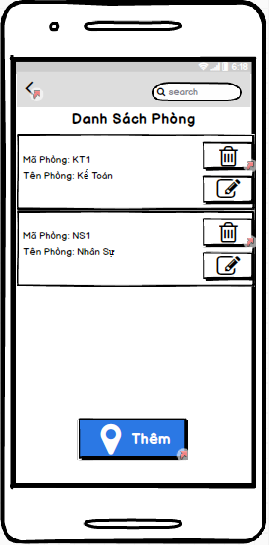 6:18
search
Danh Sách Phòng
Mã Phòng: KT1
Tên Phòng: Kế Toán
Mã Phòng: NS1
Tên Phòng: Nhân Sự
Thêm